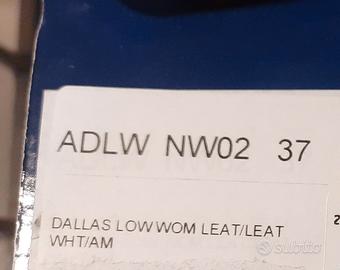 ADLW NW02 37
DALLAS LOW WOM LEAT/LEAT
WHT/AM
subito